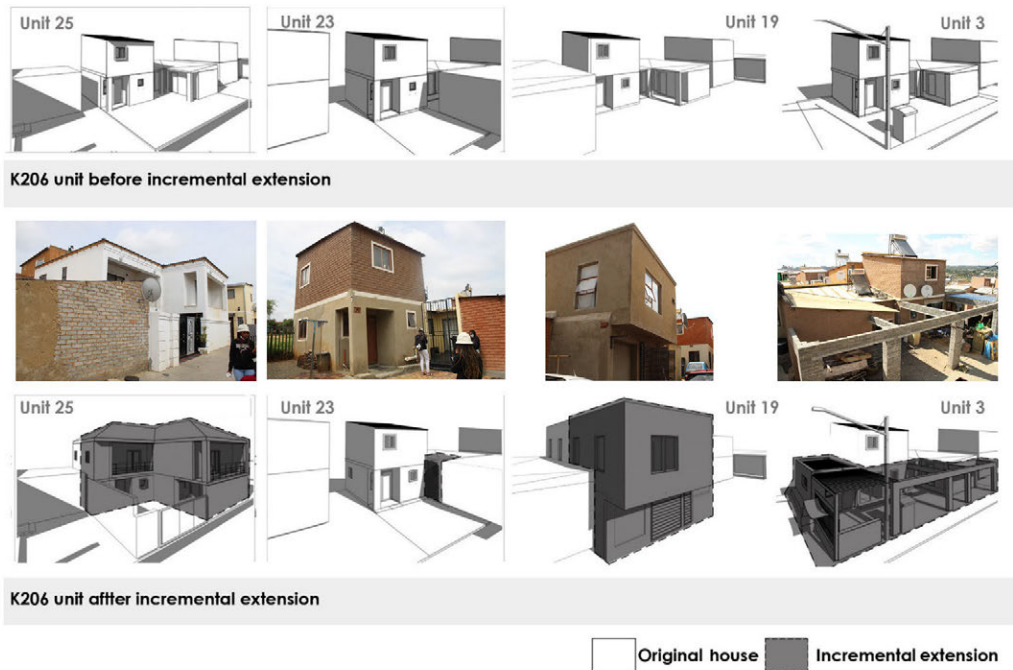 Unit 25
Unit 23
Unit 19
Unit 3
K206 unit before incremental extension
Unit 25
Unit 23
Unit 19
Unit 3
K206 unit aftter incremental extension
Original house
Incremental extension